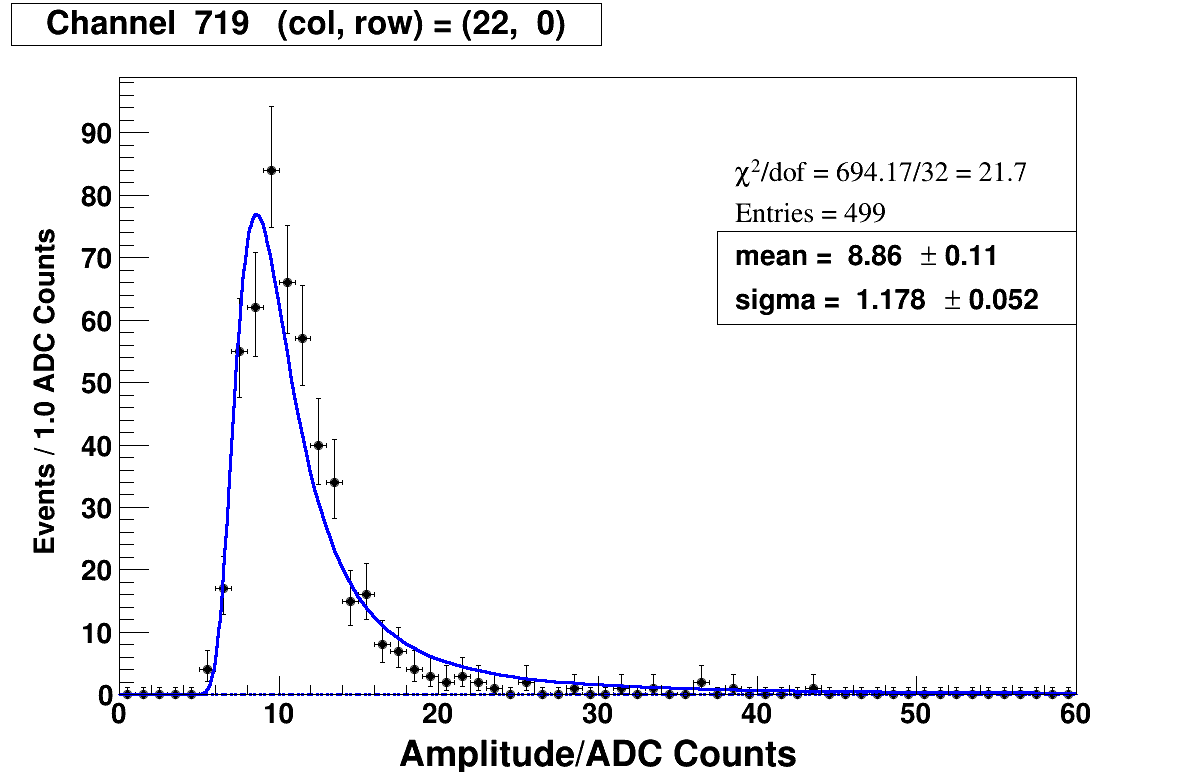 Channel 719 (col, row) = (22, 0)
χ²/dof = 694.17/32 = 21.7
Entries = 499
mean = 8.86 ± 0.11
sigma = 1.178 ± 0.052
Events / 1.0 ADC Counts
90
80
70
60
50
40
30
20
10
0
0 10 20 30 40 50 60
Amplitude/ADC Counts